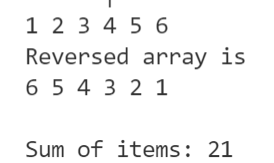 1 2 3 4 5 6
Reversed array is
6 5 4 3 2 1
Sum of items: 21